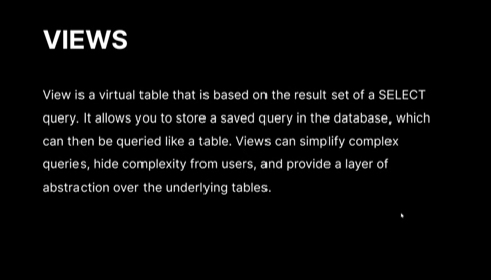 VIEWS
View is a virtual table that is based on the result set of a SELECT
query. It allows you to store a saved query in the database, which
can then be queried like a table. Views can simplify complex
queries, hide complexity from users, and provide a layer of
abstraction over the underlying tables.